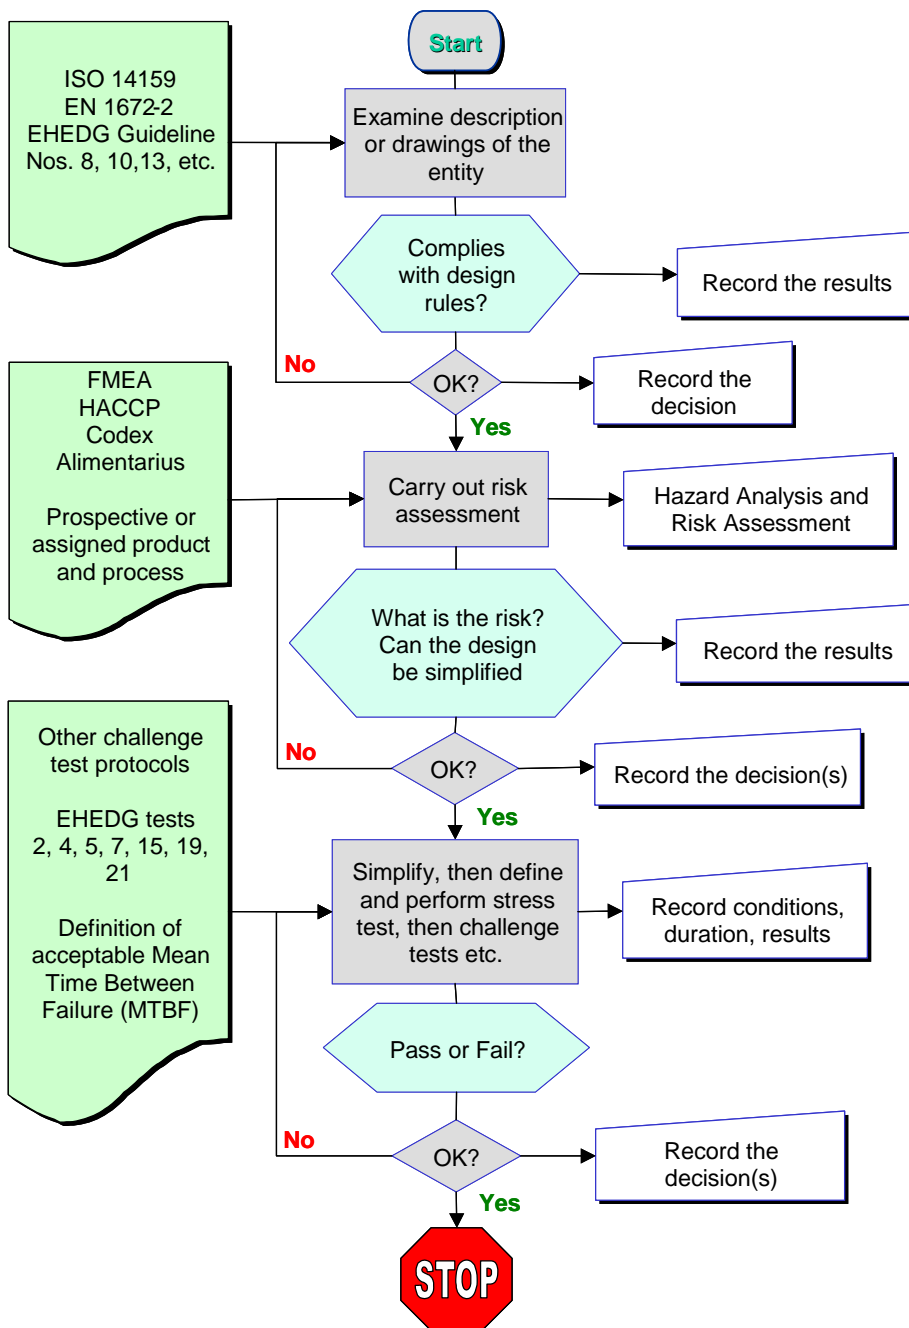 Start
ISO 14159
EN 1672-2
EHEDG Guideline
Nos. 8, 10,13, etc.
Examine description
or drawings of the
entity
Complies
with design
rules?
Record the results
No
OK?
Record the
decision
Yes
FMEA
HACCP
Codex
Alimentarius
Prospective or
assigned product
and process
Carry out risk
assessment
Hazard Analysis and
Risk Assessment
What is the risk?
Can the design
be simplified
Record the results
No
OK?
Record the decision(s)
Yes
Other challenge
test protocols
EHEDG tests
2, 4, 5, 7, 15, 19,
21
Definition of
acceptable Mean
Time Between
Failure (MTBF)
Simplify, then define
and perform stress
test, then challenge
tests etc.
Record conditions,
duration, results
Pass or Fail?
No
OK?
Record the
decision(s)
Yes
STOP